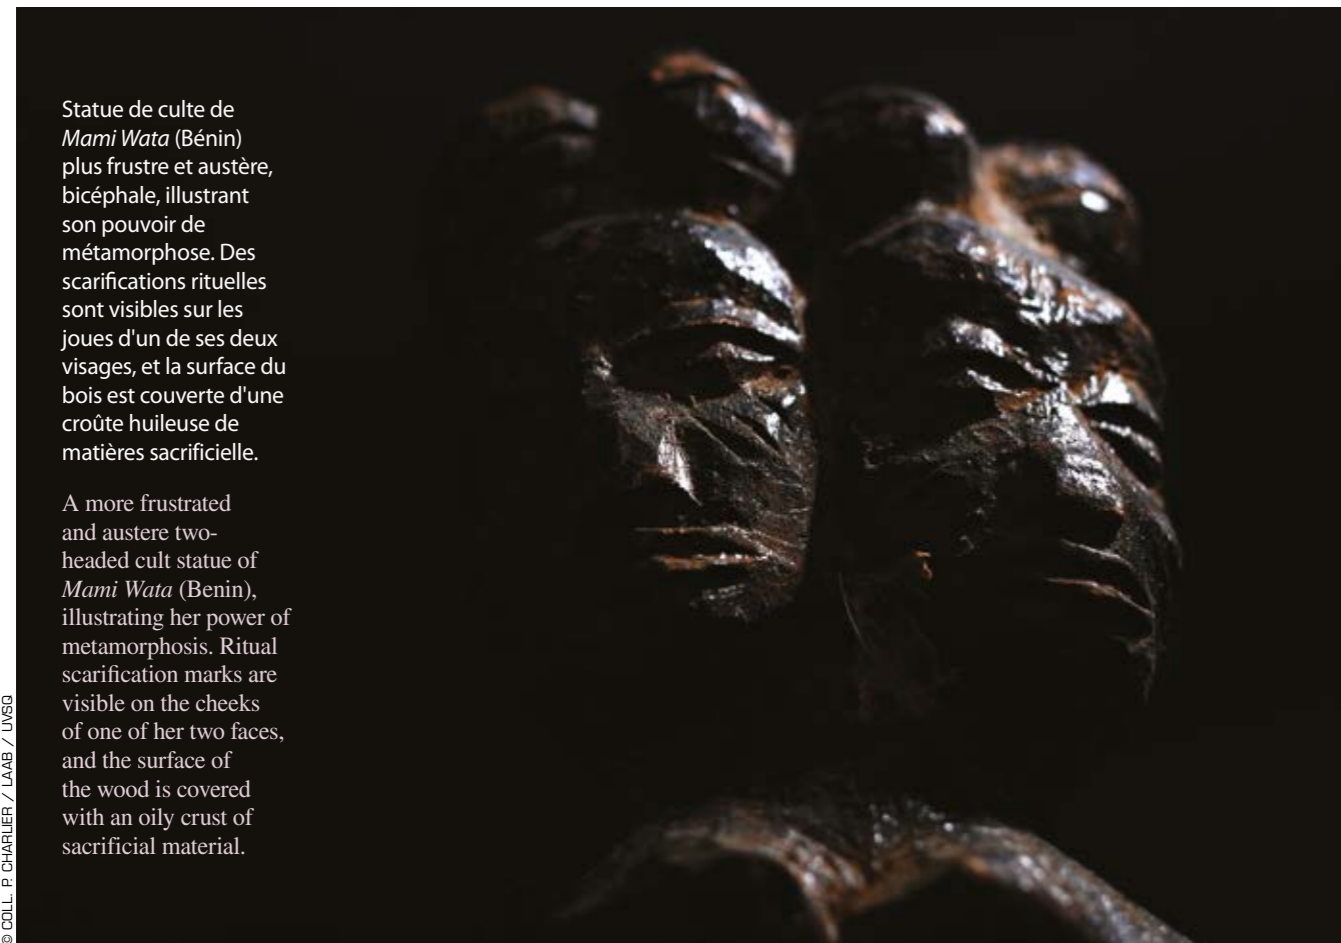 Statue de culte de
Mami Wata (Bénin)
plus frustre et austère,
bicéphale, illustrant
son pouvoir de
métamorphose. Des
scarifications rituelles
sont visibles sur les
joues d'un de ses deux
visages, et la surface du
bois est couverte d'une
croûte huileuse de
matières sacrificielle.
A more frustrated
and austere two-
headed cult statue of
Mami Wata (Benin),
illustrating her power of
metamorphosis. Ritual
scarification marks are
visible on the cheeks
of one of her two faces,
and the surface of
the wood is covered
with an oily crust of
sacrificial material.
© COLL. P. CHARLIER / LAAB / UVSQ